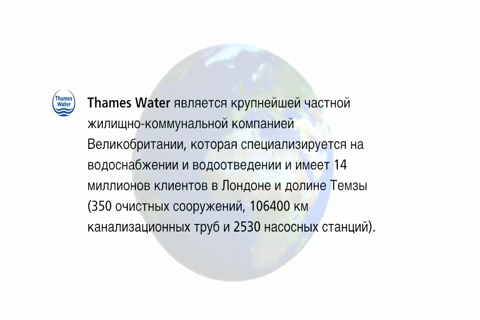 Thames
Water
Thames Water является крупнейшей частной
жилищно-коммунальной компанией
Великобритании, которая специализируется на
водоснабжении и водоотведении и имеет 14
миллионов клиентов в Лондоне и долине Темзы
(350 очистных сооружений, 106400 км
канализационных труб и 2530 насосных станций).